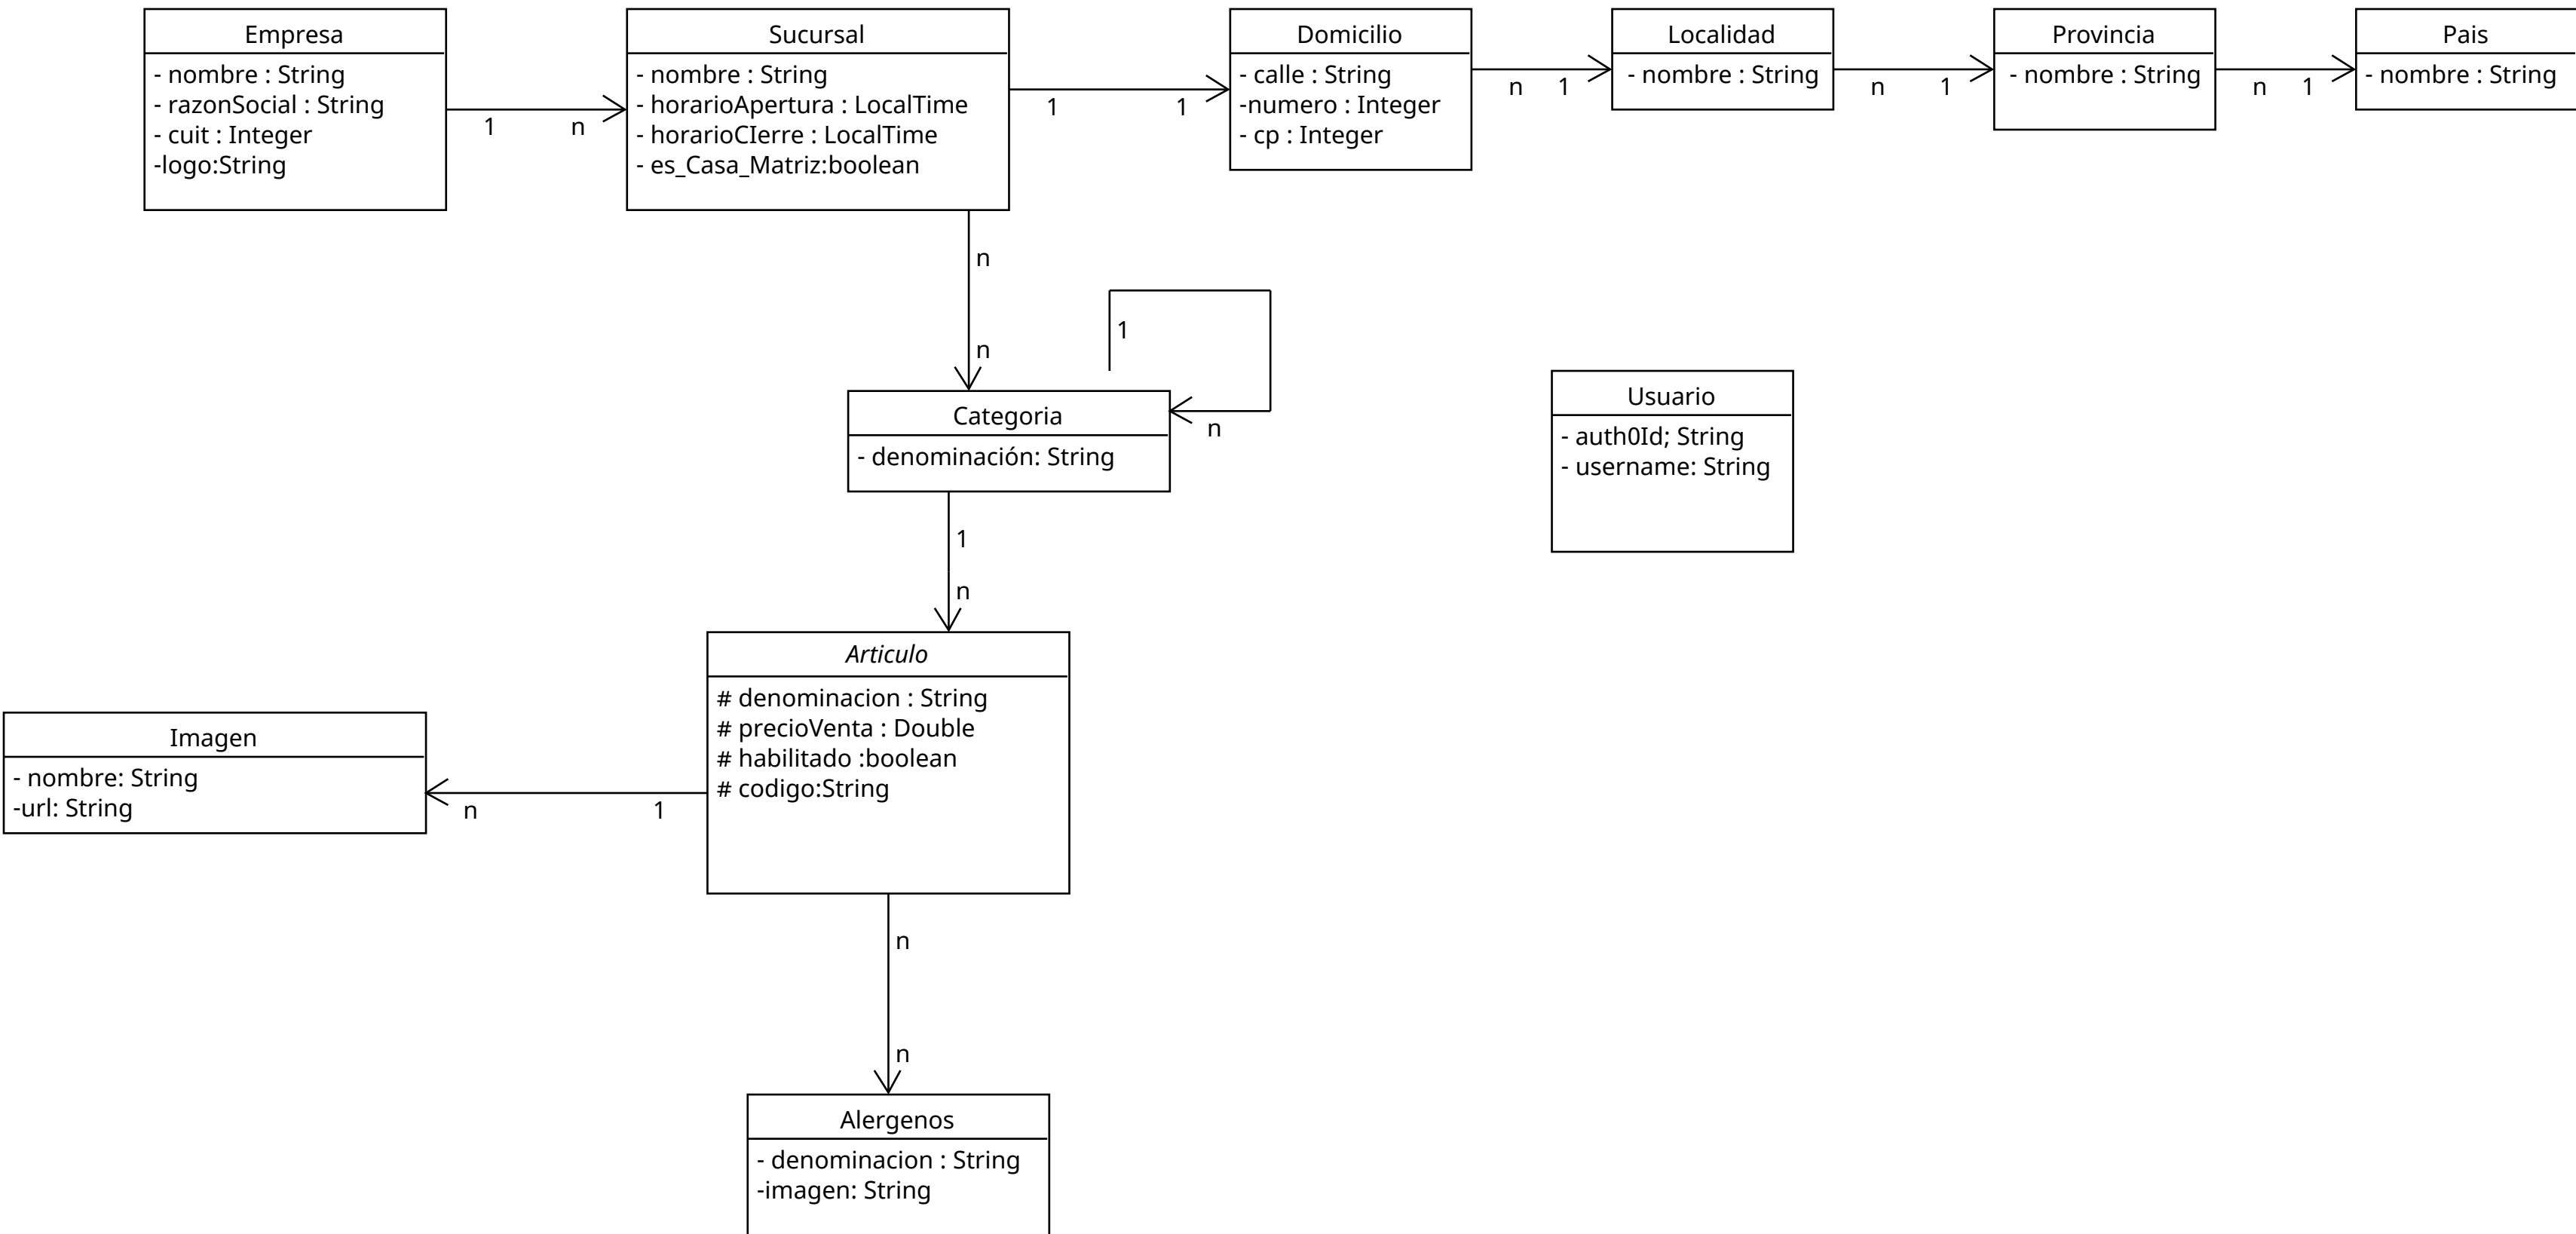 Empresa
- nombre : String
- razonSocial : String
- cuit : Integer
-logo:String
1
n
Sucursal
- nombre : String
- horarioApertura : LocalTime
- horarioCIerre : LocalTime
- es_Casa_Matriz:boolean
1
1
Domicilio
- calle : String
-numero : Integer
- cp : Integer
n
1
Localidad
- nombre : String
n
1
Provincia
- nombre : String
n
1
Pais
- nombre : String
n
n
1
n
Categoria
- denominación: String
Usuario
- auth0Id; String
- username: String
1
n
Articulo
# denominacion : String
# precioVenta : Double
# habilitado :boolean
# codigo:String
Imagen
- nombre: String
-url: String
n
1
n
n
Alergenos
- denominacion : String
-imagen: String